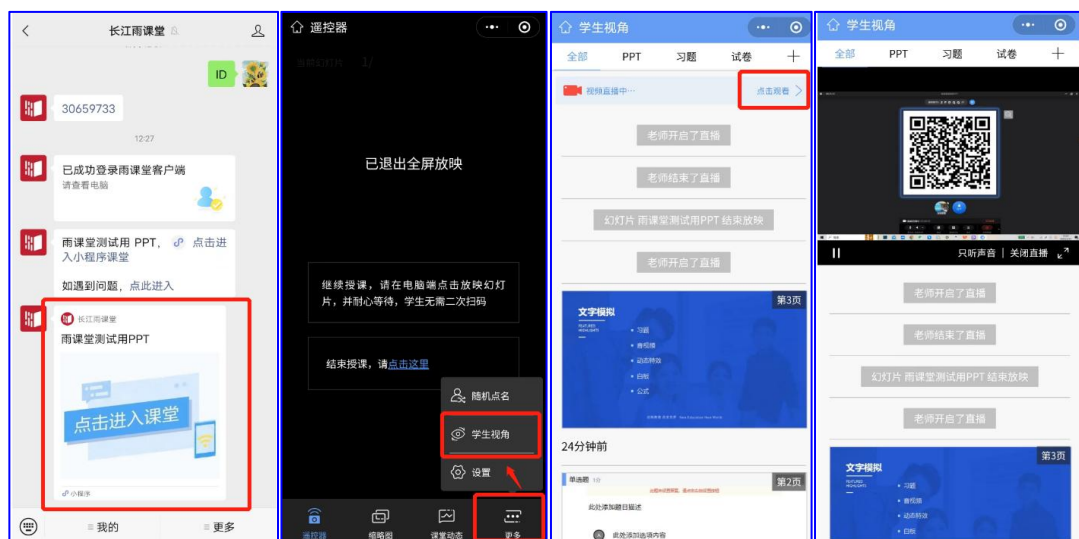 长江雨课堂
ID
30659733
12:27
已成功登录雨课堂客户端
请查看电脑
雨课堂测试用 PPT， 点击进
入小程序课堂
如遇到问题，点此进入
长江雨课堂
雨课堂测试用PPT
点击进入课堂
小程序
我的
更多
遥控器
当前幻灯片 1/
已退出全屏放映
继续授课，请在电脑端点击放映幻灯
片，并耐心等待，学生无需二次扫码
结束授课，请点击这里
随机点名
学生视角
设置
遥控器
缩略图
课堂动态
更多
学生视角
全部 PPT 习题 试卷
视频直播中…
点击观看
老师开启了直播
老师结束了直播
幻灯片 雨课堂测试用PPT 结束放映
老师开启了直播
第3页
文字模拟
FEATURED
HIGHLIGHTS
习题
音视频
动态特效
白板
公式
24分钟前
单选题 1分
第2页
此处添加题目描述
此处添加选项内容
学生视角
全部 PPT 习题 试卷
只听声音 | 关闭直播
老师开启了直播
老师结束了直播
幻灯片 雨课堂测试用PPT 结束放映
老师开启了直播
第3页
文字模拟
FEATURED
HIGHLIGHTS
习题
音视频
动态特效
白板